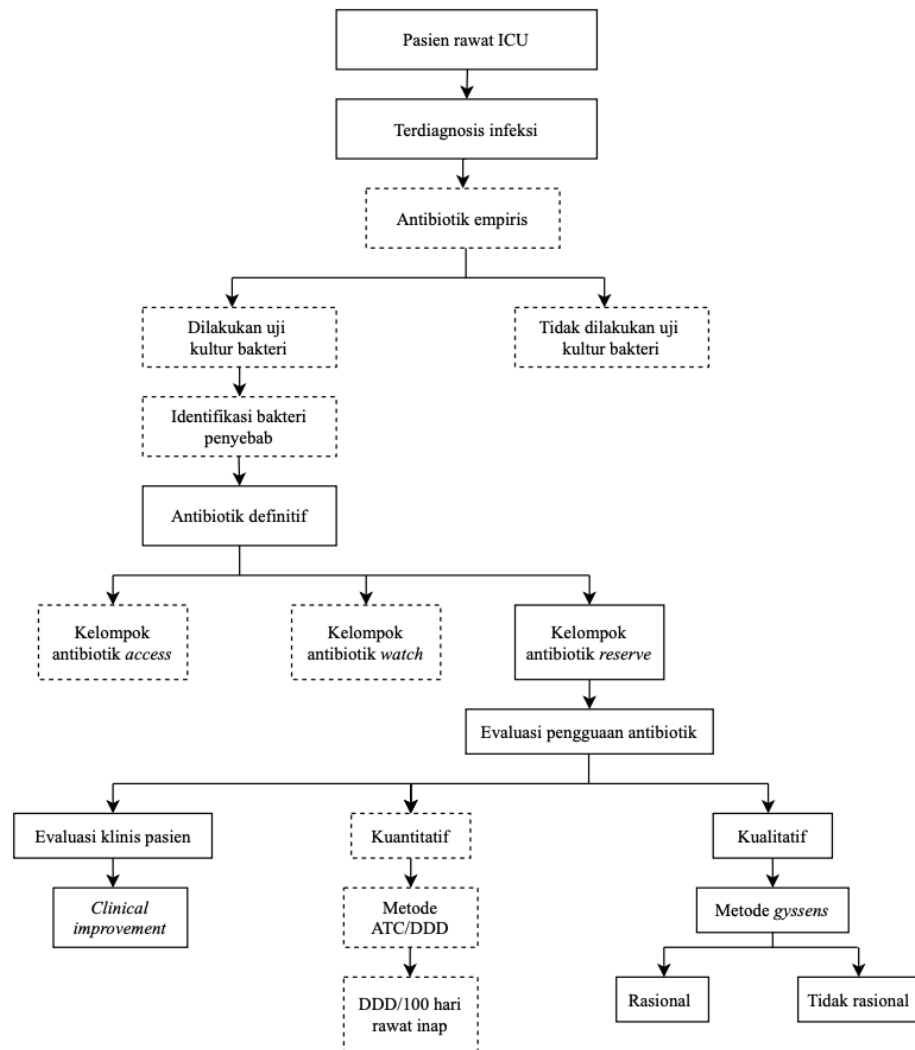 Pasien rawat ICU
Terdiagnosis infeksi
Antibiotik empiris
Dilakukan uji
kultur bakteri
Tidak dilakukan uji
kultur bakteri
Identifikasi bakteri
penyebab
Antibiotik definitif
Kelompok
antibiotik access
Kelompok
antibiotik watch
Kelompok
antibiotik reserve
Evaluasi pengguaan antibiotik
Evaluasi klinis pasien
Kuantitatif
Kualitatif
Clinical
improvement
Metode
ATC/DDD
Metode gyssens
DDD/100 hari
rawat inap
Rasional
Tidak rasional